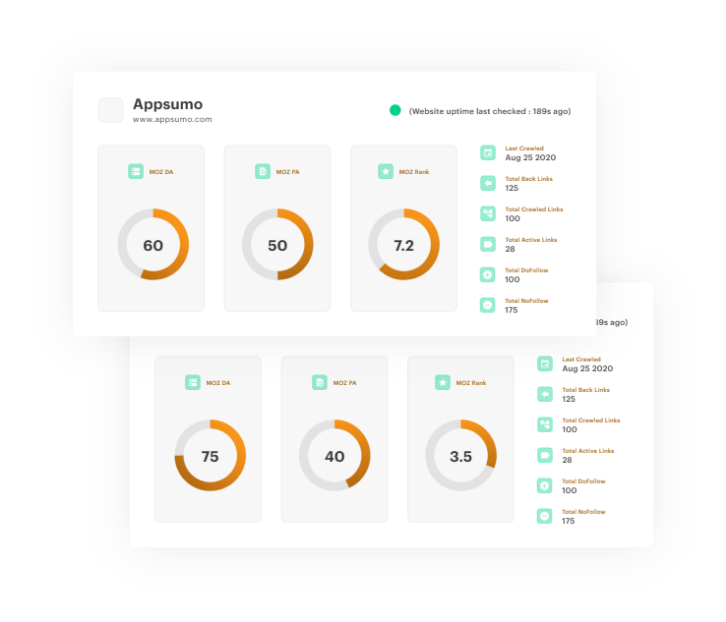 Appsumo
www.appsumo.com
(Website uptime last checked : 189s ago)
MOZ DA
60
MOZ PA
50
MOZ Rank
7.2
Last Crawled
Aug 25 2020
Total Back Links
125
Total Crawled Links
100
Total Active Links
28
Total DoFollow
100
Total NoFollow
175
ago)
MOZ DA
75
MOZ PA
40
MOZ Rank
3.5
Last Crawled
Aug 25 2020
Total Back Links
125
Total Crawled Links
100
Total Active Links
28
Total DoFollow
100
Total NoFollow
175